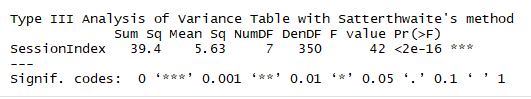 Type III Analysis of Variance Table with Satterthwaite's method
Sum Sq Mean Sq NumDF DenDF F value Pr(>F)
SessionIndex 39.4 5.63 7 350 42 <2e-16 ***
---
Signif. codes: 0 ‘***’ 0.001 ‘**’ 0.01 ‘*’ 0.05 ‘.’ 0.1 ‘ ’ 1